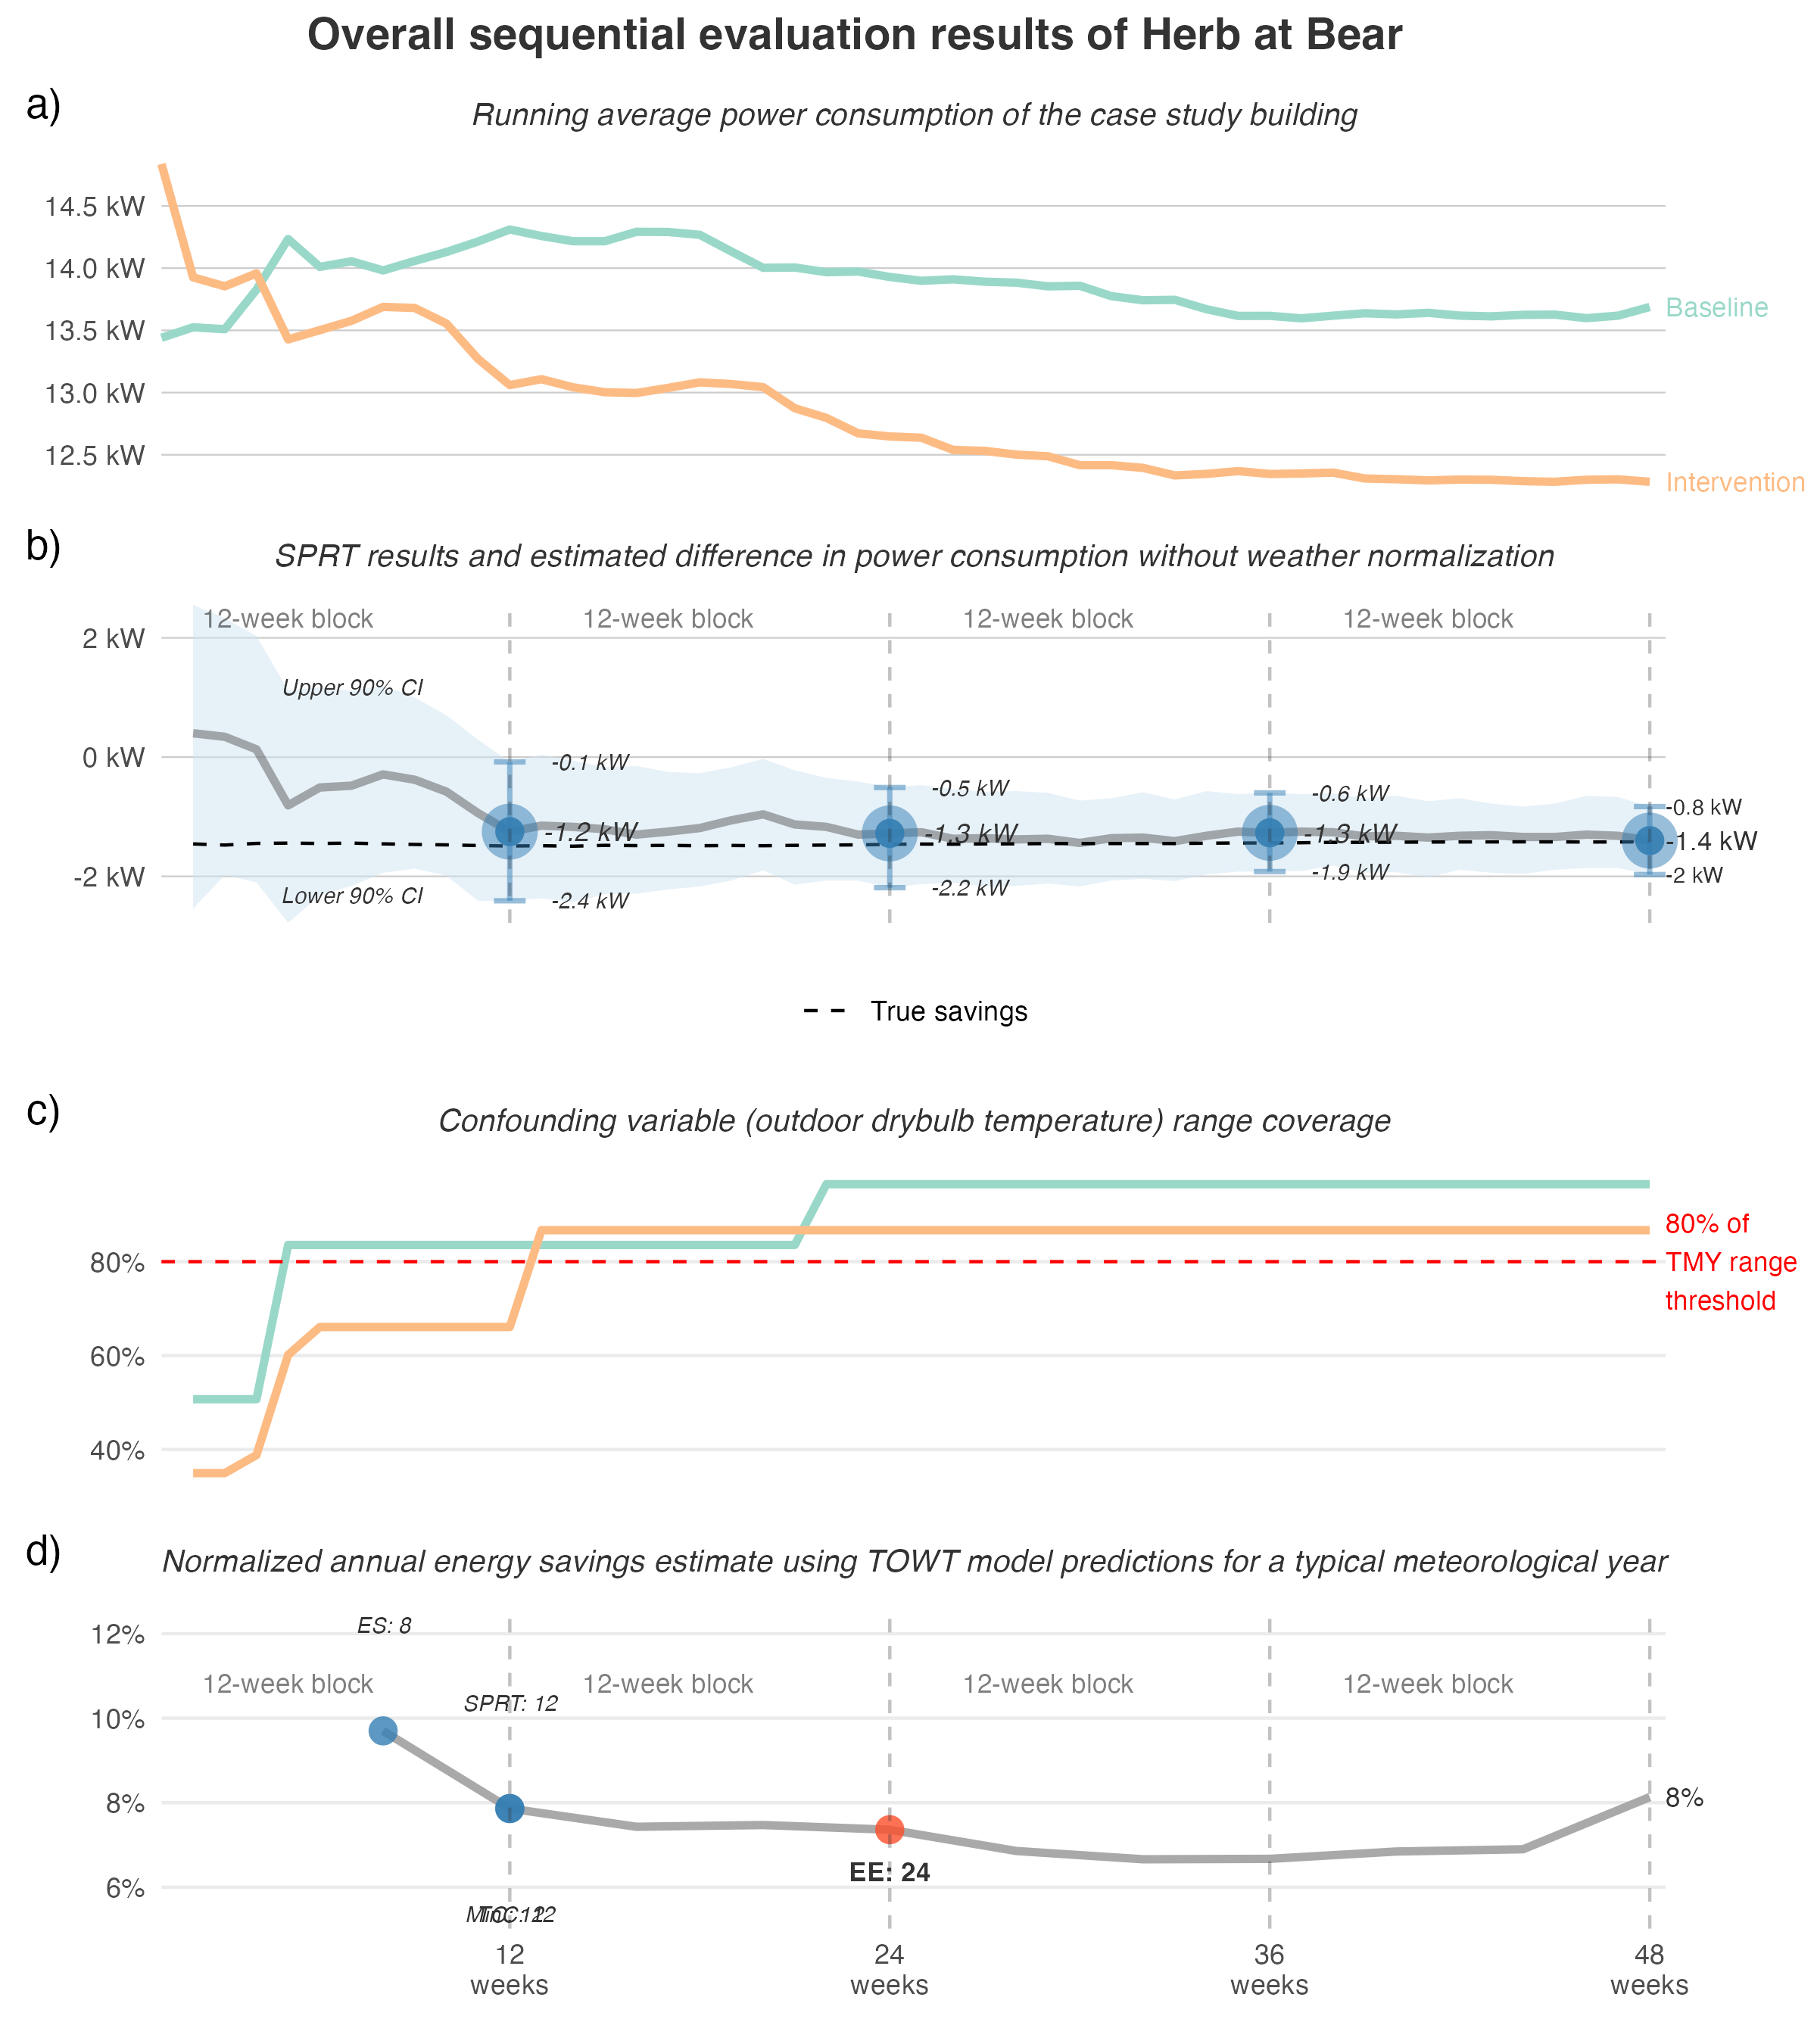 Overall sequential evaluation results of Herb at Bear
a)
Running average power consumption of the case study building
14.5 kW
14.0 kW
13.5 kW
13.0 kW
12.5 kW
Baseline
Intervention
b)
SPRT results and estimated difference in power consumption without weather normalization
12-week block 12-week block 12-week block 12-week block
2 kW
0 kW
-2 kW
Upper 90% CI
Lower 90% CI
-0.1 kW
-1.2 kW
-2.4 kW
-0.5 kW
-1.3 kW
-2.2 kW
-0.6 kW
-1.3 kW
-1.9 kW
-0.8 kW
-1.4 kW
-2 kW
True savings
c)
Confounding variable (outdoor drybulb temperature) range coverage
80%
60%
40%
80% of
TMY range
threshold
d)
Normalized annual energy savings estimate using TOWT model predictions for a typical meteorological year
12%
10%
8%
6%
ES: 8
12-week block 12-week block 12-week block 12-week block
SPRT: 12
EE: 24
8%
12
weeks
24
weeks
36
weeks
48
weeks